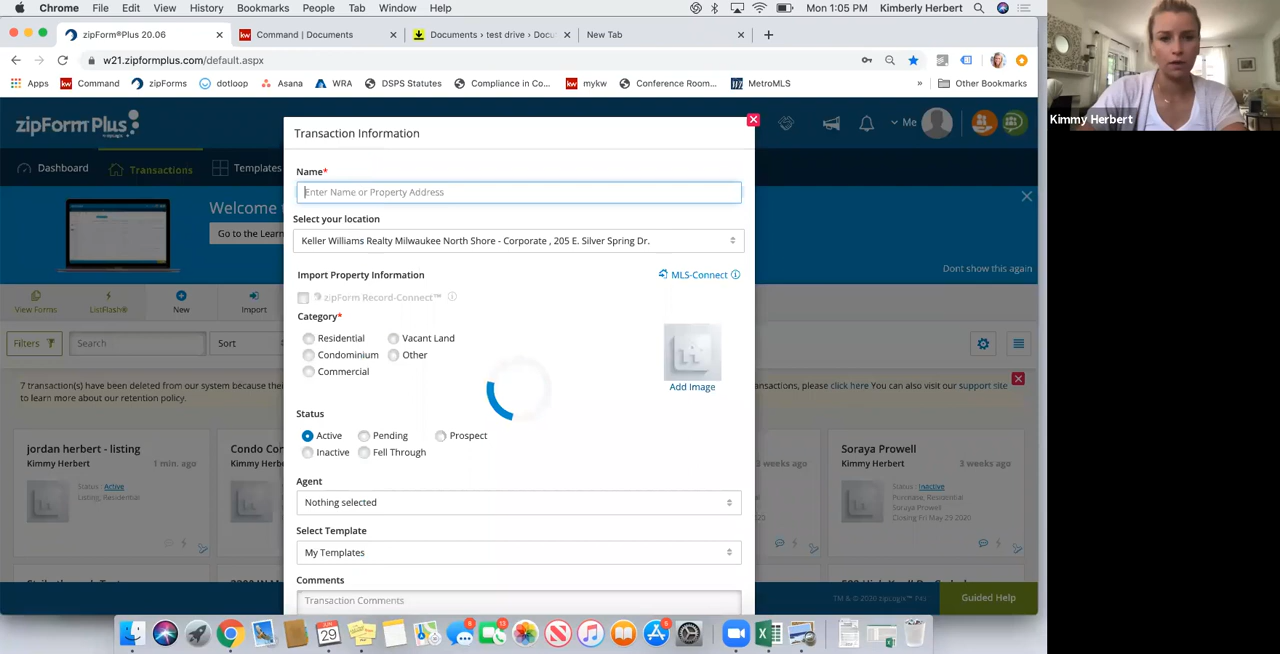 Chrome File Edit View History Bookmarks People Tab Window Help Mon 1:05 PM Kimberly Herbert
zipForm®Plus 20.06 Command | Documents Documents › test drive › Docu New Tab
w21.zipformplus.com/default.aspx
Apps Command zipForms dotloop Asana WRA DSPS Statutes Compliance in Co... mykw Conference Room... MetroMLS » Other Bookmarks
Kimmy Herbert
zipForm Plus
Me
Dashboard Transactions Templates
Welcome
Go to the Learn
Dont show this again
View Forms ListFlash® New Import
Filters Search Sort
7 transaction(s) have been deleted from our system because the
ansactions, please click here You can also visit our support site
to learn more about our retention policy.
jordan herbert - listing
Kimmy Herbert 1 min. ago
Status : Active
Listing, Residential
Condo Con
Kimmy Herbe
3 weeks ago
Soraya Prowell
Kimmy Herbert 3 weeks ago
Status : Inactive
Purchase, Residential
Soraya Prowell
Closing Fri May 29 2020
Guided Help
Transaction Information
Name*
Enter Name or Property Address
Select your location
Keller Williams Realty Milwaukee North Shore - Corporate , 205 E. Silver Spring Dr.
Import Property Information MLS-Connect
zipForm Record-Connect™
Category*
Residential Vacant Land
Condominium Other
Commercial
Add Image
Status
Active Pending Prospect
Inactive Fell Through
Agent
Nothing selected
Select Template
My Templates
Comments
Transaction Comments